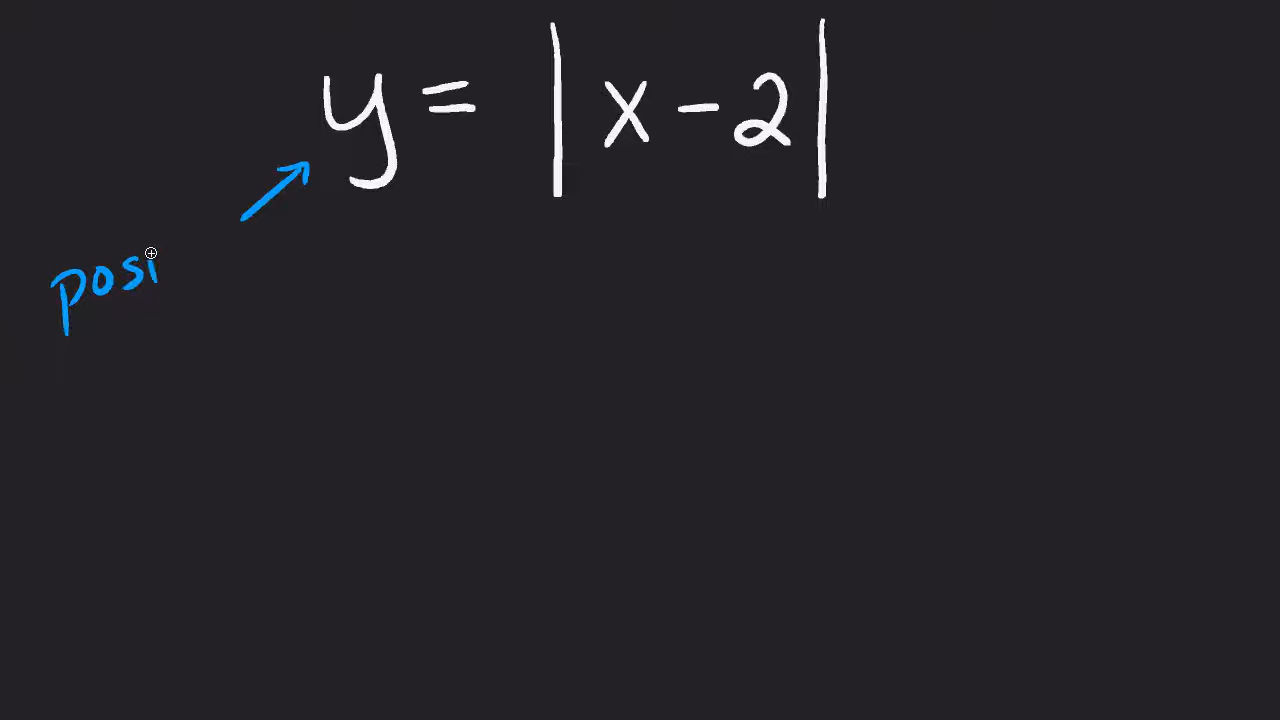 y = |x-2|
posi